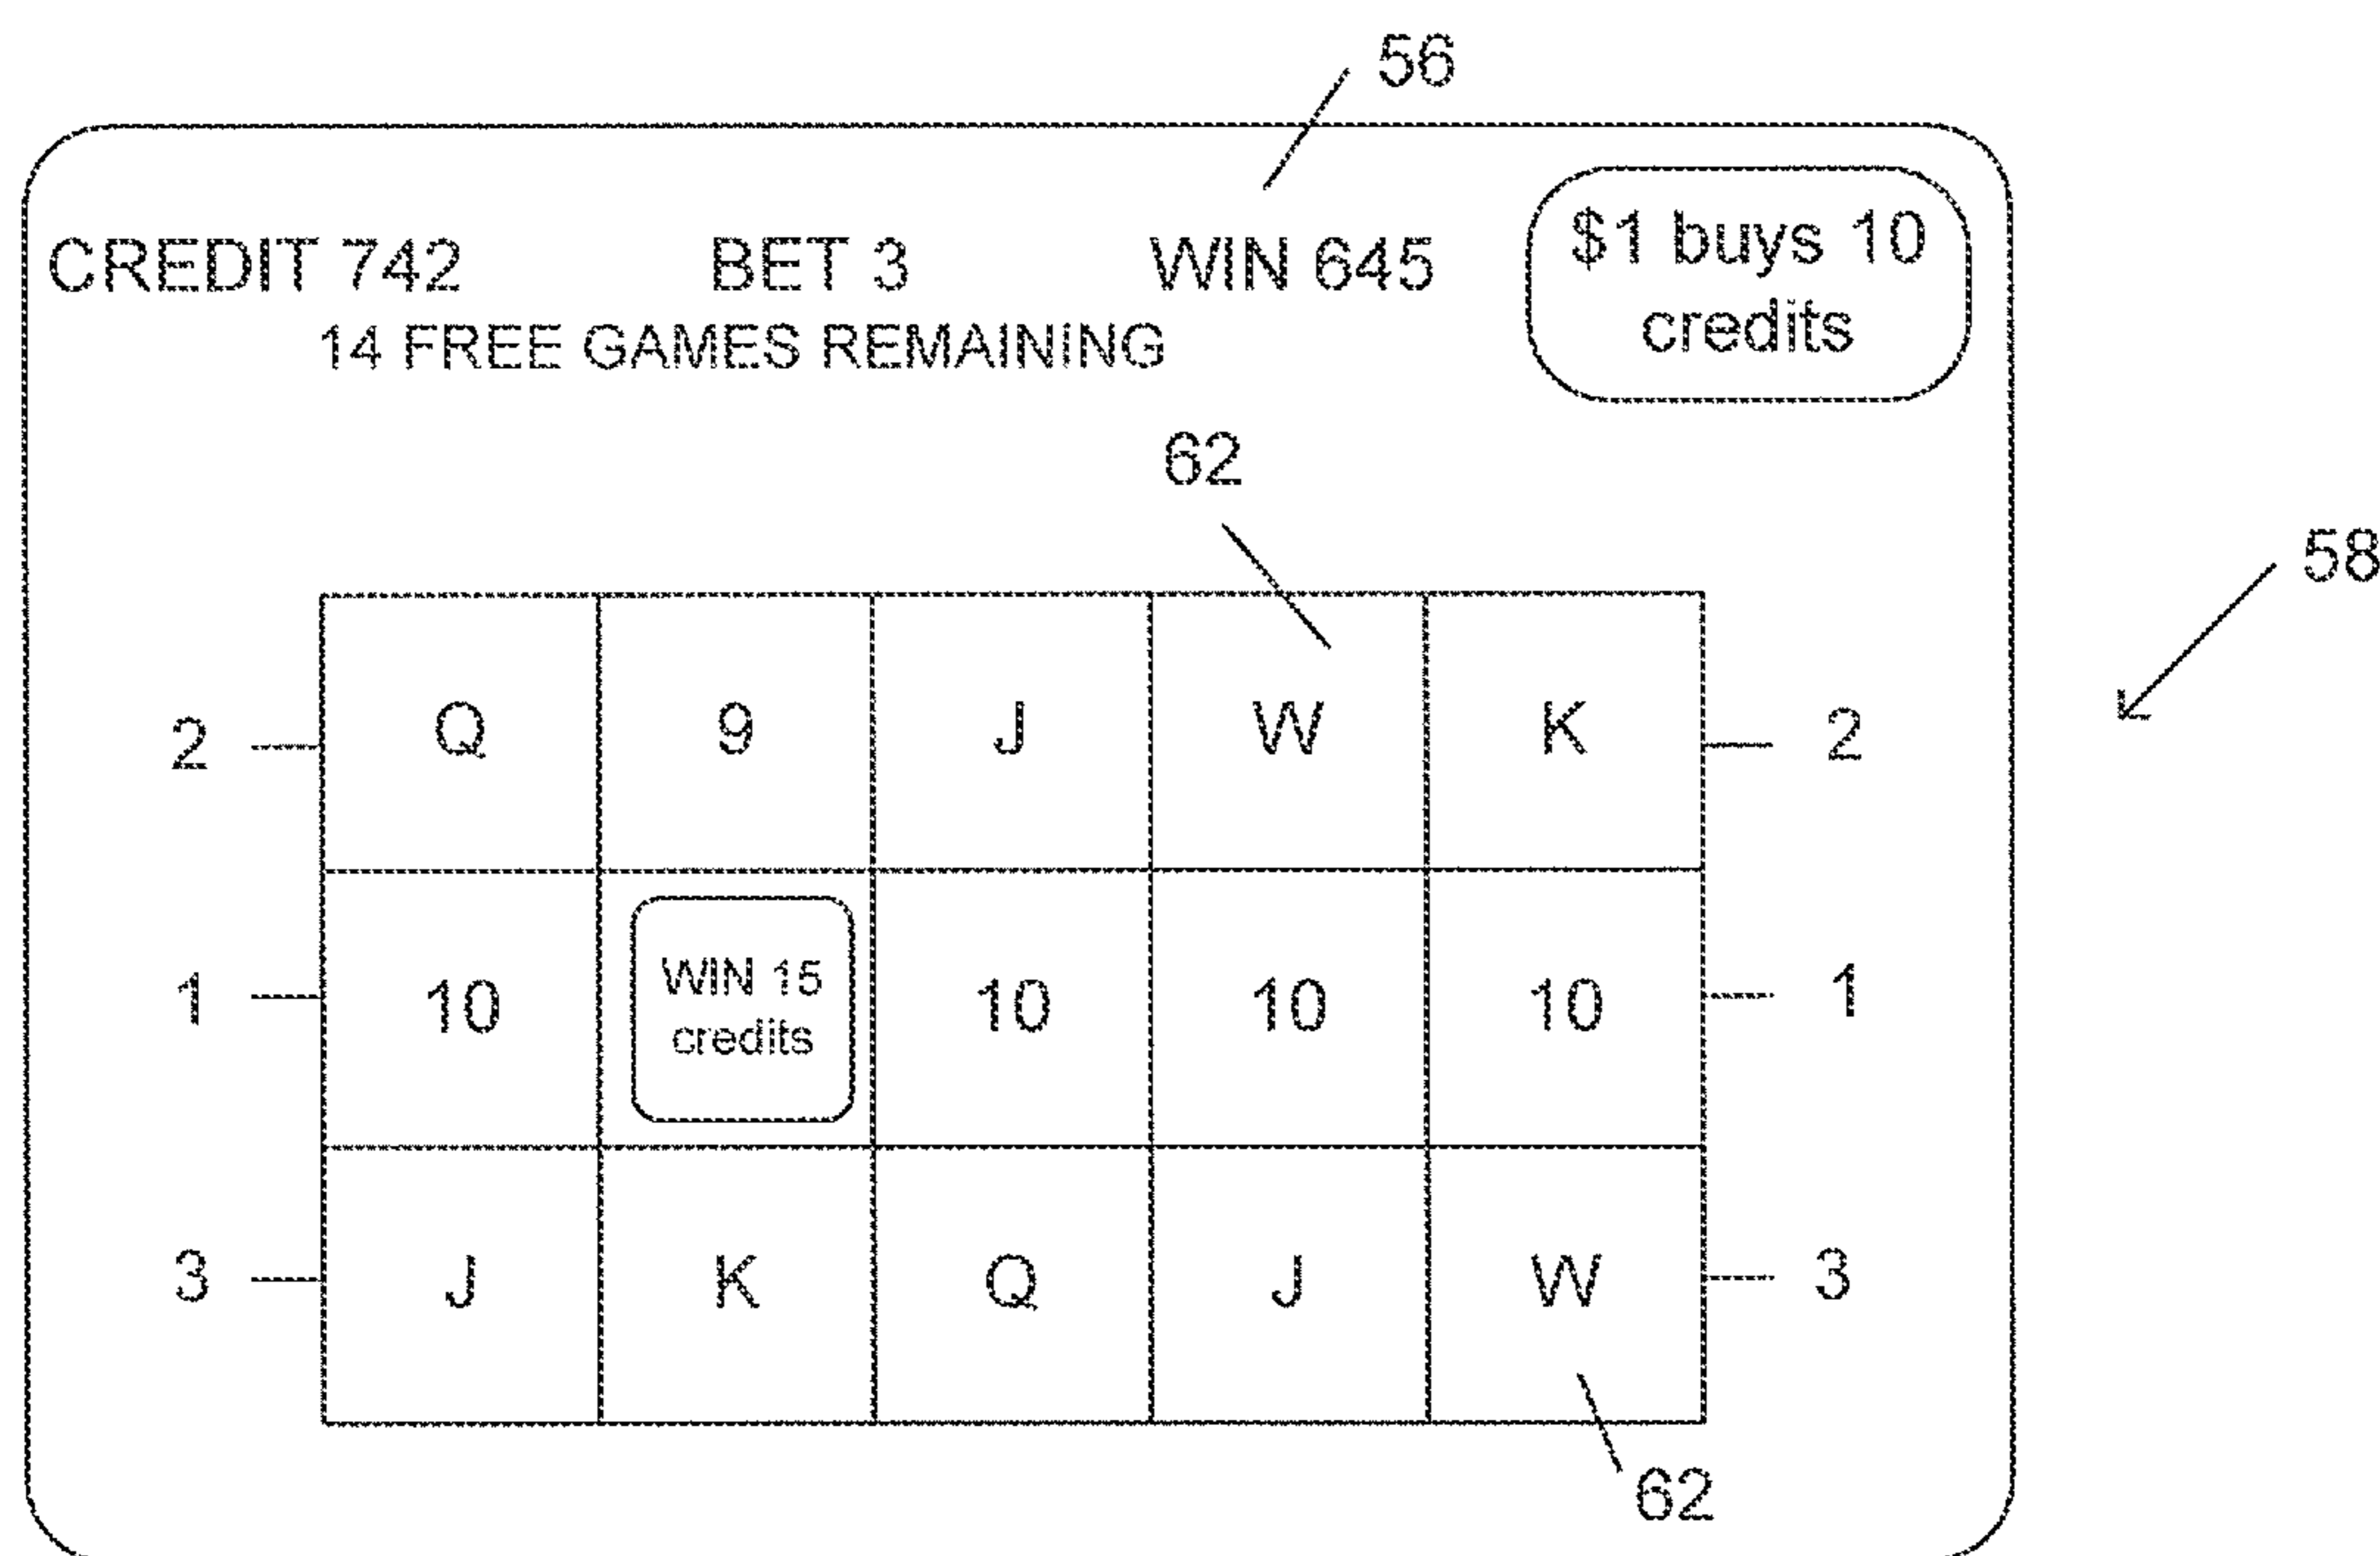 56
CREDIT 742 BET 3 WIN 645
$1 buys 10
credits
14 FREE GAMES REMAINING
62
58
2 Q 9 J W K 2
1 10 WIN 15
credits 10 10 10 1
3 J K Q J W 3
62